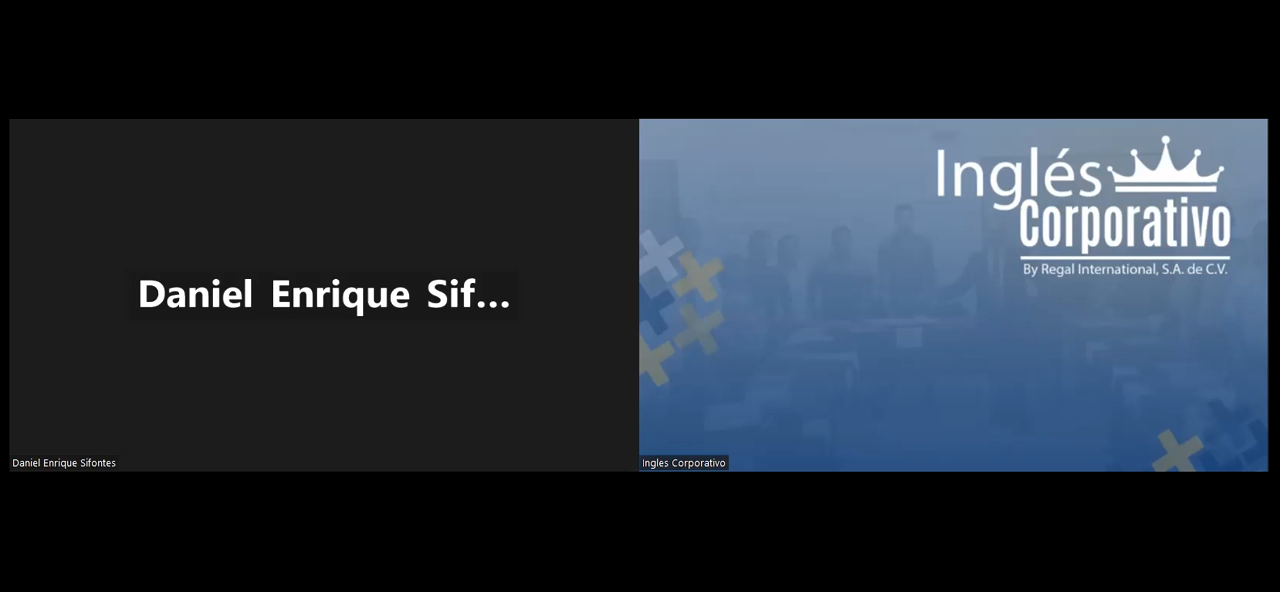 Daniel Enrique Sif...
Daniel Enrique Sifontes
Inglés
Corporativo
By Regal International, S.A. de C.V.
Ingles Corporativo